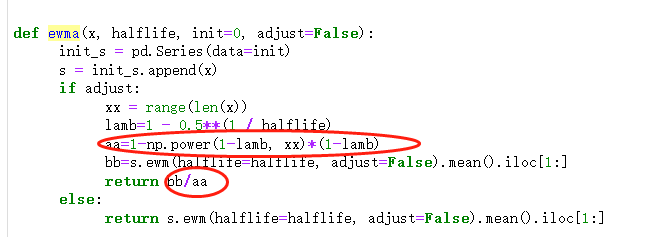 def ewma(x, halflife, init=0, adjust=False):
    init_s = pd.Series(data=init)
    s = init_s.append(x)
    if adjust:
        xx = range(len(x))
        lamb=1 - 0.5**(1 / halflife)
        aa=1-np.power(1-lamb, xx)*(1-lamb)
        bb=s.ewm(halflife=halflife, adjust=False).mean().iloc[1:]
        return bb/aa
    else:
        return s.ewm(halflife=halflife, adjust=False).mean().iloc[1:]